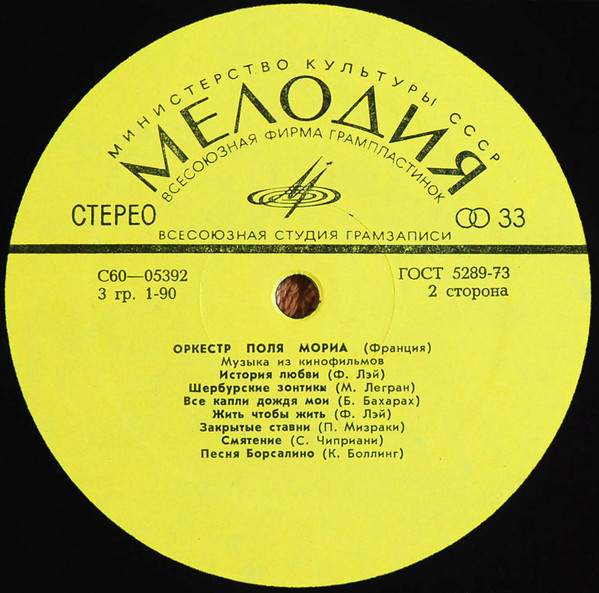 МИНИСТЕРСТВО КУЛЬТУРЫ СССР
МЕЛОДИЯ
ВСЕСОЮЗНАЯ ФИРМА ГРАМПЛАСТИНОК
СТЕРЕО
33
ВСЕСОЮЗНАЯ СТУДИЯ ГРАМЗАПИСИ
С60—05392
3 гр. 1-90
ГОСТ 5289-73
2 сторона
ОРКЕСТР ПОЛЯ МОРИА (Франция)
Музыка из кинофильмов
История любви (Ф. Лэй)
Шербурские зонтики (М. Легран)
Все капли дождя мои (Б. Бахарах)
Жить чтобы жить (Ф. Лэй)
Закрытые ставни (П. Мизраки)
Смятение (С. Чиприани)
Песня Борсалино (К. Боллинг)